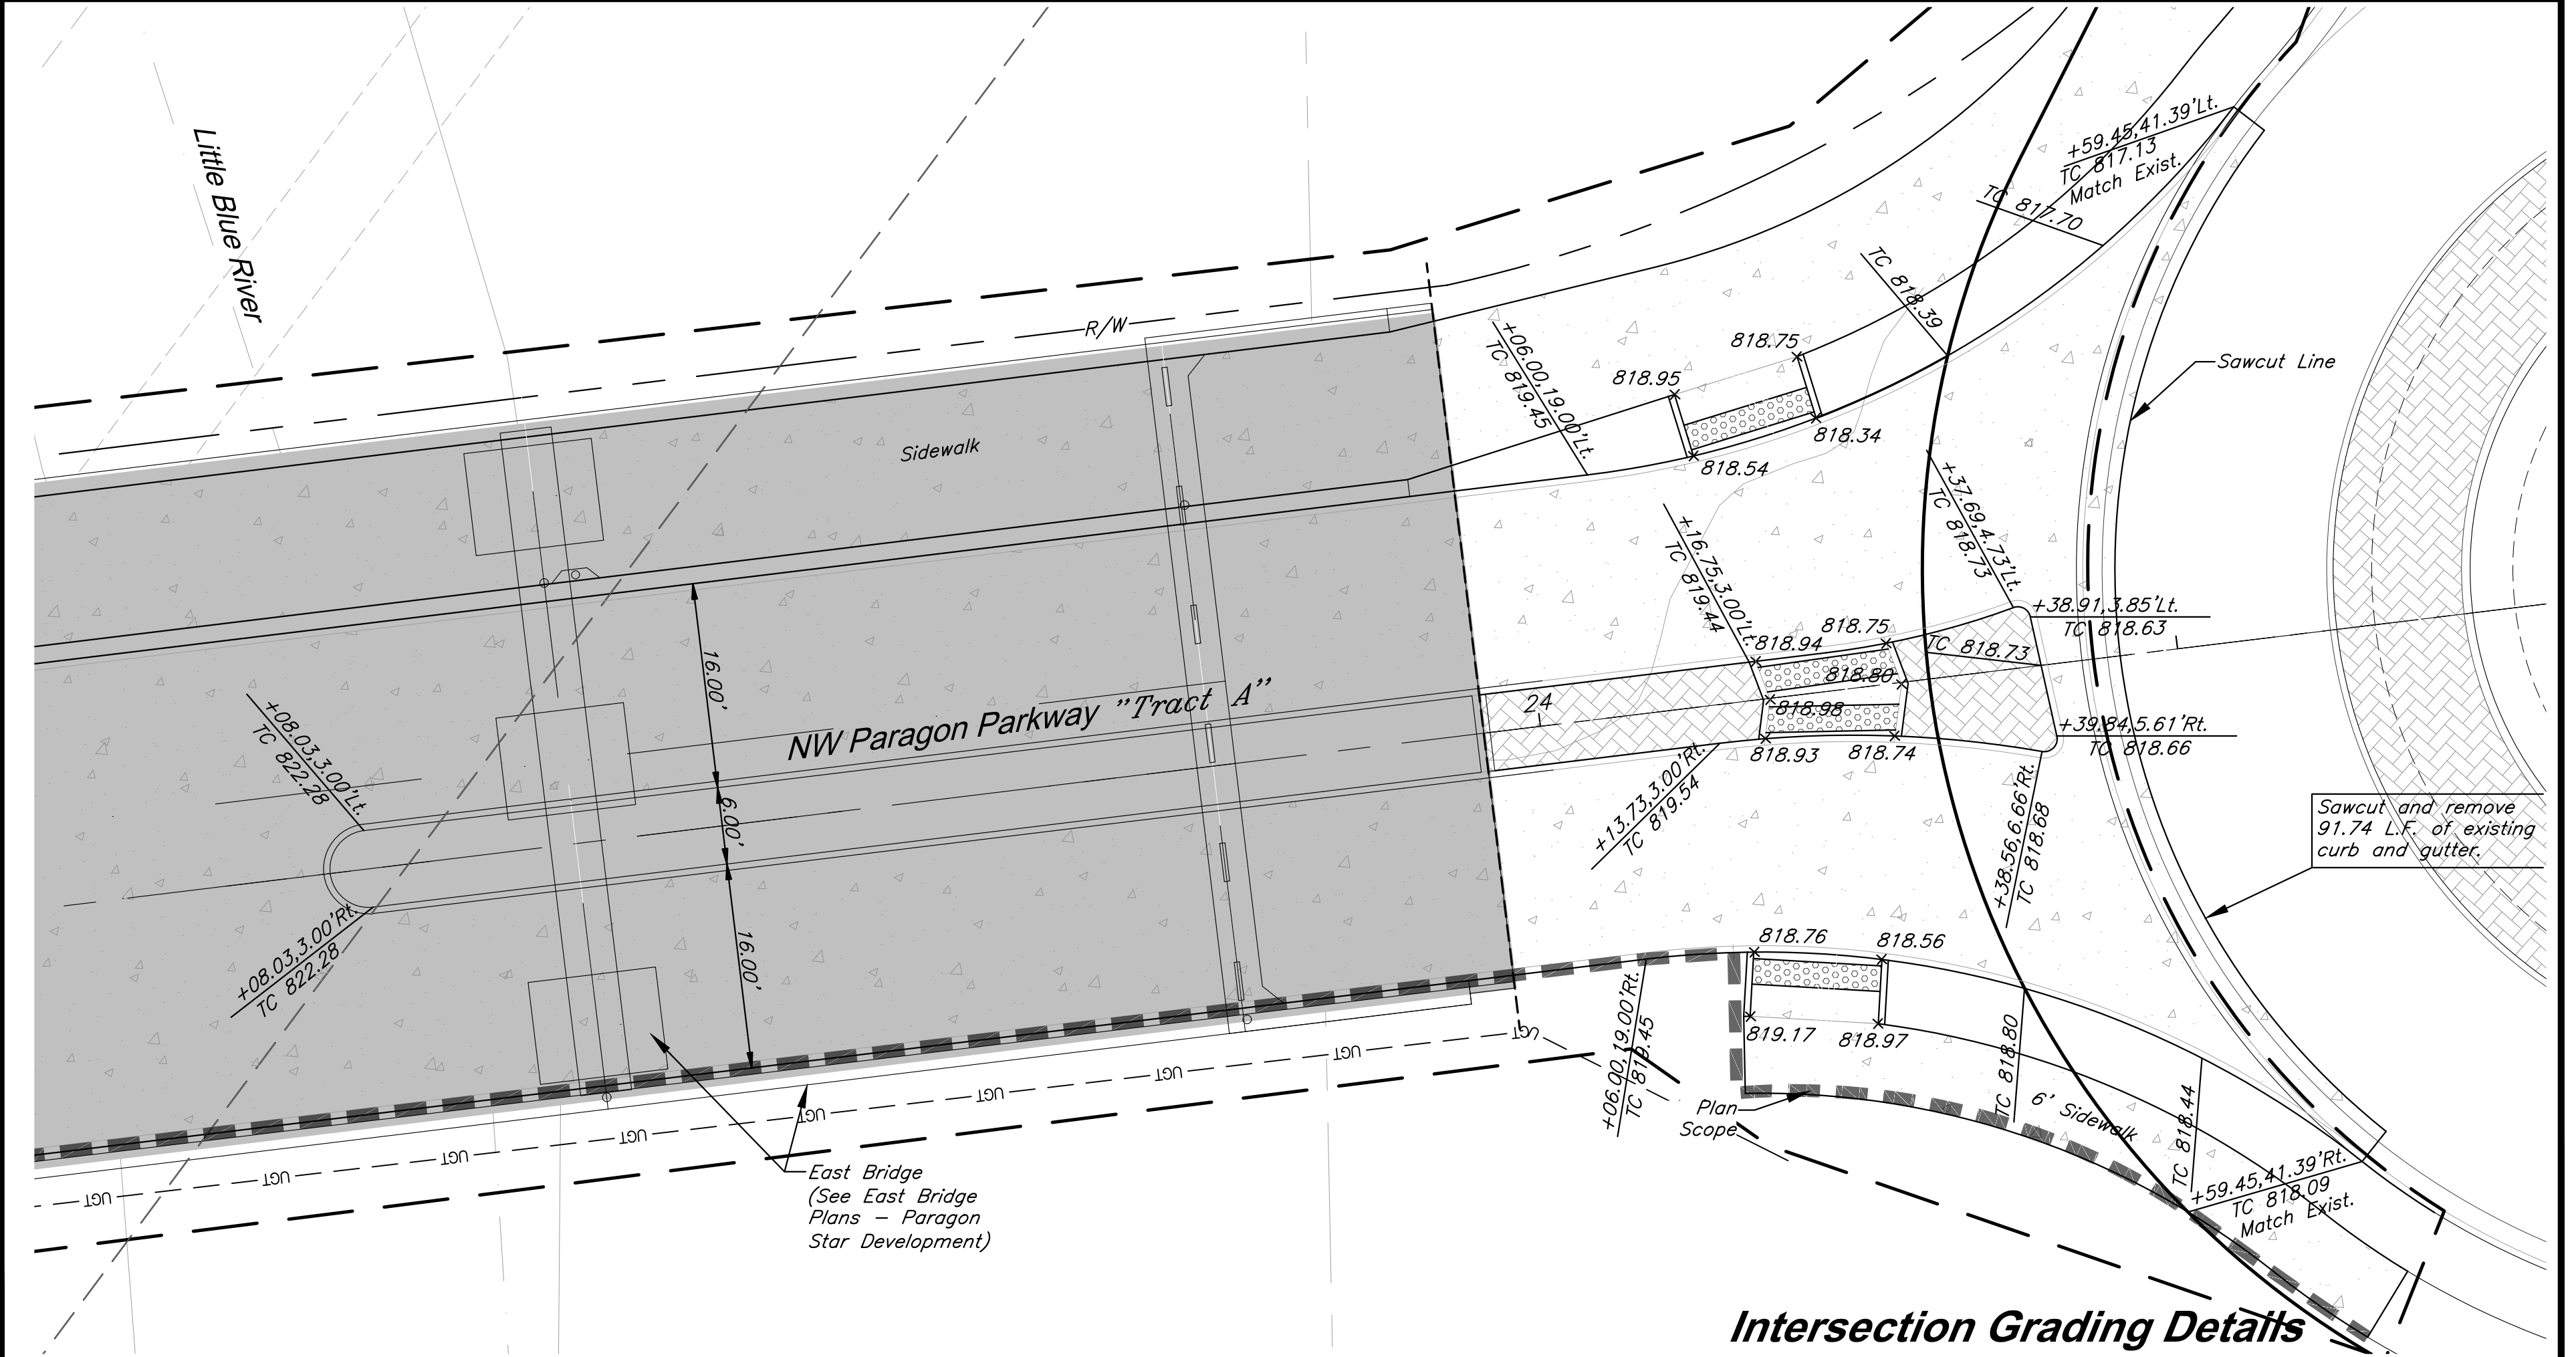 Little Blue River
R/W
Sidewalk
+59.45,41.39'Lt.
TC 817.13
Match Exist.
TC 817.70
TC 818.39
Sawcut Line
+06.00,19.00'Lt.
TC 819.45
818.75
818.95
818.34
818.54
+37.69,4.73'Lt.
TC 818.73
+16.75,3.00'Lt.
TC 819.44
+38.91,3.85'Lt.
TC 818.63
818.75
818.94
TC 818.73
818.80
818.98
24
16.00'
NW Paragon Parkway "Tract A"
+08.03,3.00'Lt.
TC 822.28
+39.84,5.61'Rt.
TC 818.66
818.93
818.74
+13.73,3.00'Rt.
TC 819.54
6.00'
+38.56,6.66'Rt.
TC 818.68
Sawcut and remove
91.74 L.F. of existing
curb and gutter.
+08.03,3.00'Rt.
TC 822.28
16.00'
818.76
818.56
+06.00,19.00'Rt.
TC 819.45
819.17
818.97
TC 818.80
UGT
UGT
UGT
UGT
UGT
UGT
UGT
UGT
UGT
Plan
Scope
6' Sidewalk
TC 818.44
+59.45,41.39'Rt.
TC 818.09
Match Exist.
East Bridge
(See East Bridge
Plans – Paragon
Star Development)
Intersection Grading Details